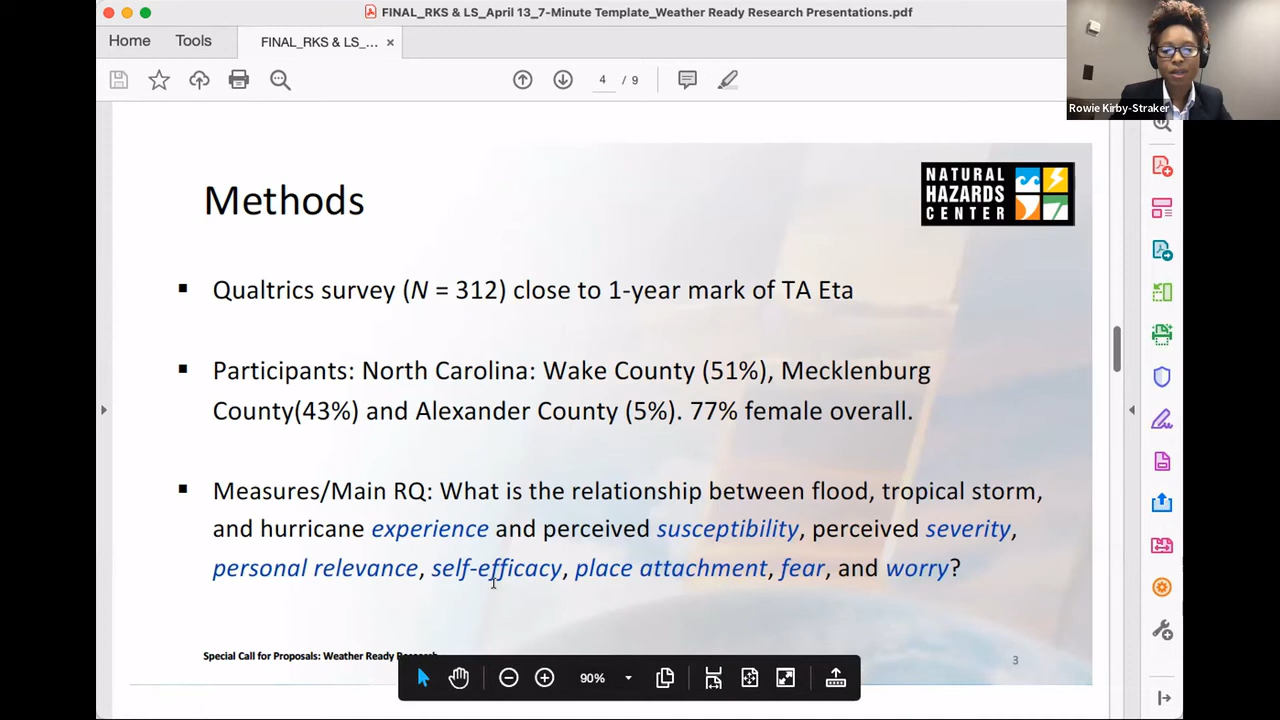 FINAL_RKS & LS_April 13_7-Minute Template_Weather Ready Research Presentations.pdf
Home Tools FINAL_RKS & LS_... ×
4 / 9
Rowie Kirby-Straker
NATURAL
HAZARDS
CENTER
Methods
▪ Qualtrics survey (N = 312) close to 1-year mark of TA Eta
▪ Participants: North Carolina: Wake County (51%), Mecklenburg
County(43%) and Alexander County (5%). 77% female overall.
▪ Measures/Main RQ: What is the relationship between flood, tropical storm,
and hurricane experience and perceived susceptibility, perceived severity,
personal relevance, self-efficacy, place attachment, fear, and worry?
Special Call for Proposals: Weather Ready
3
90%